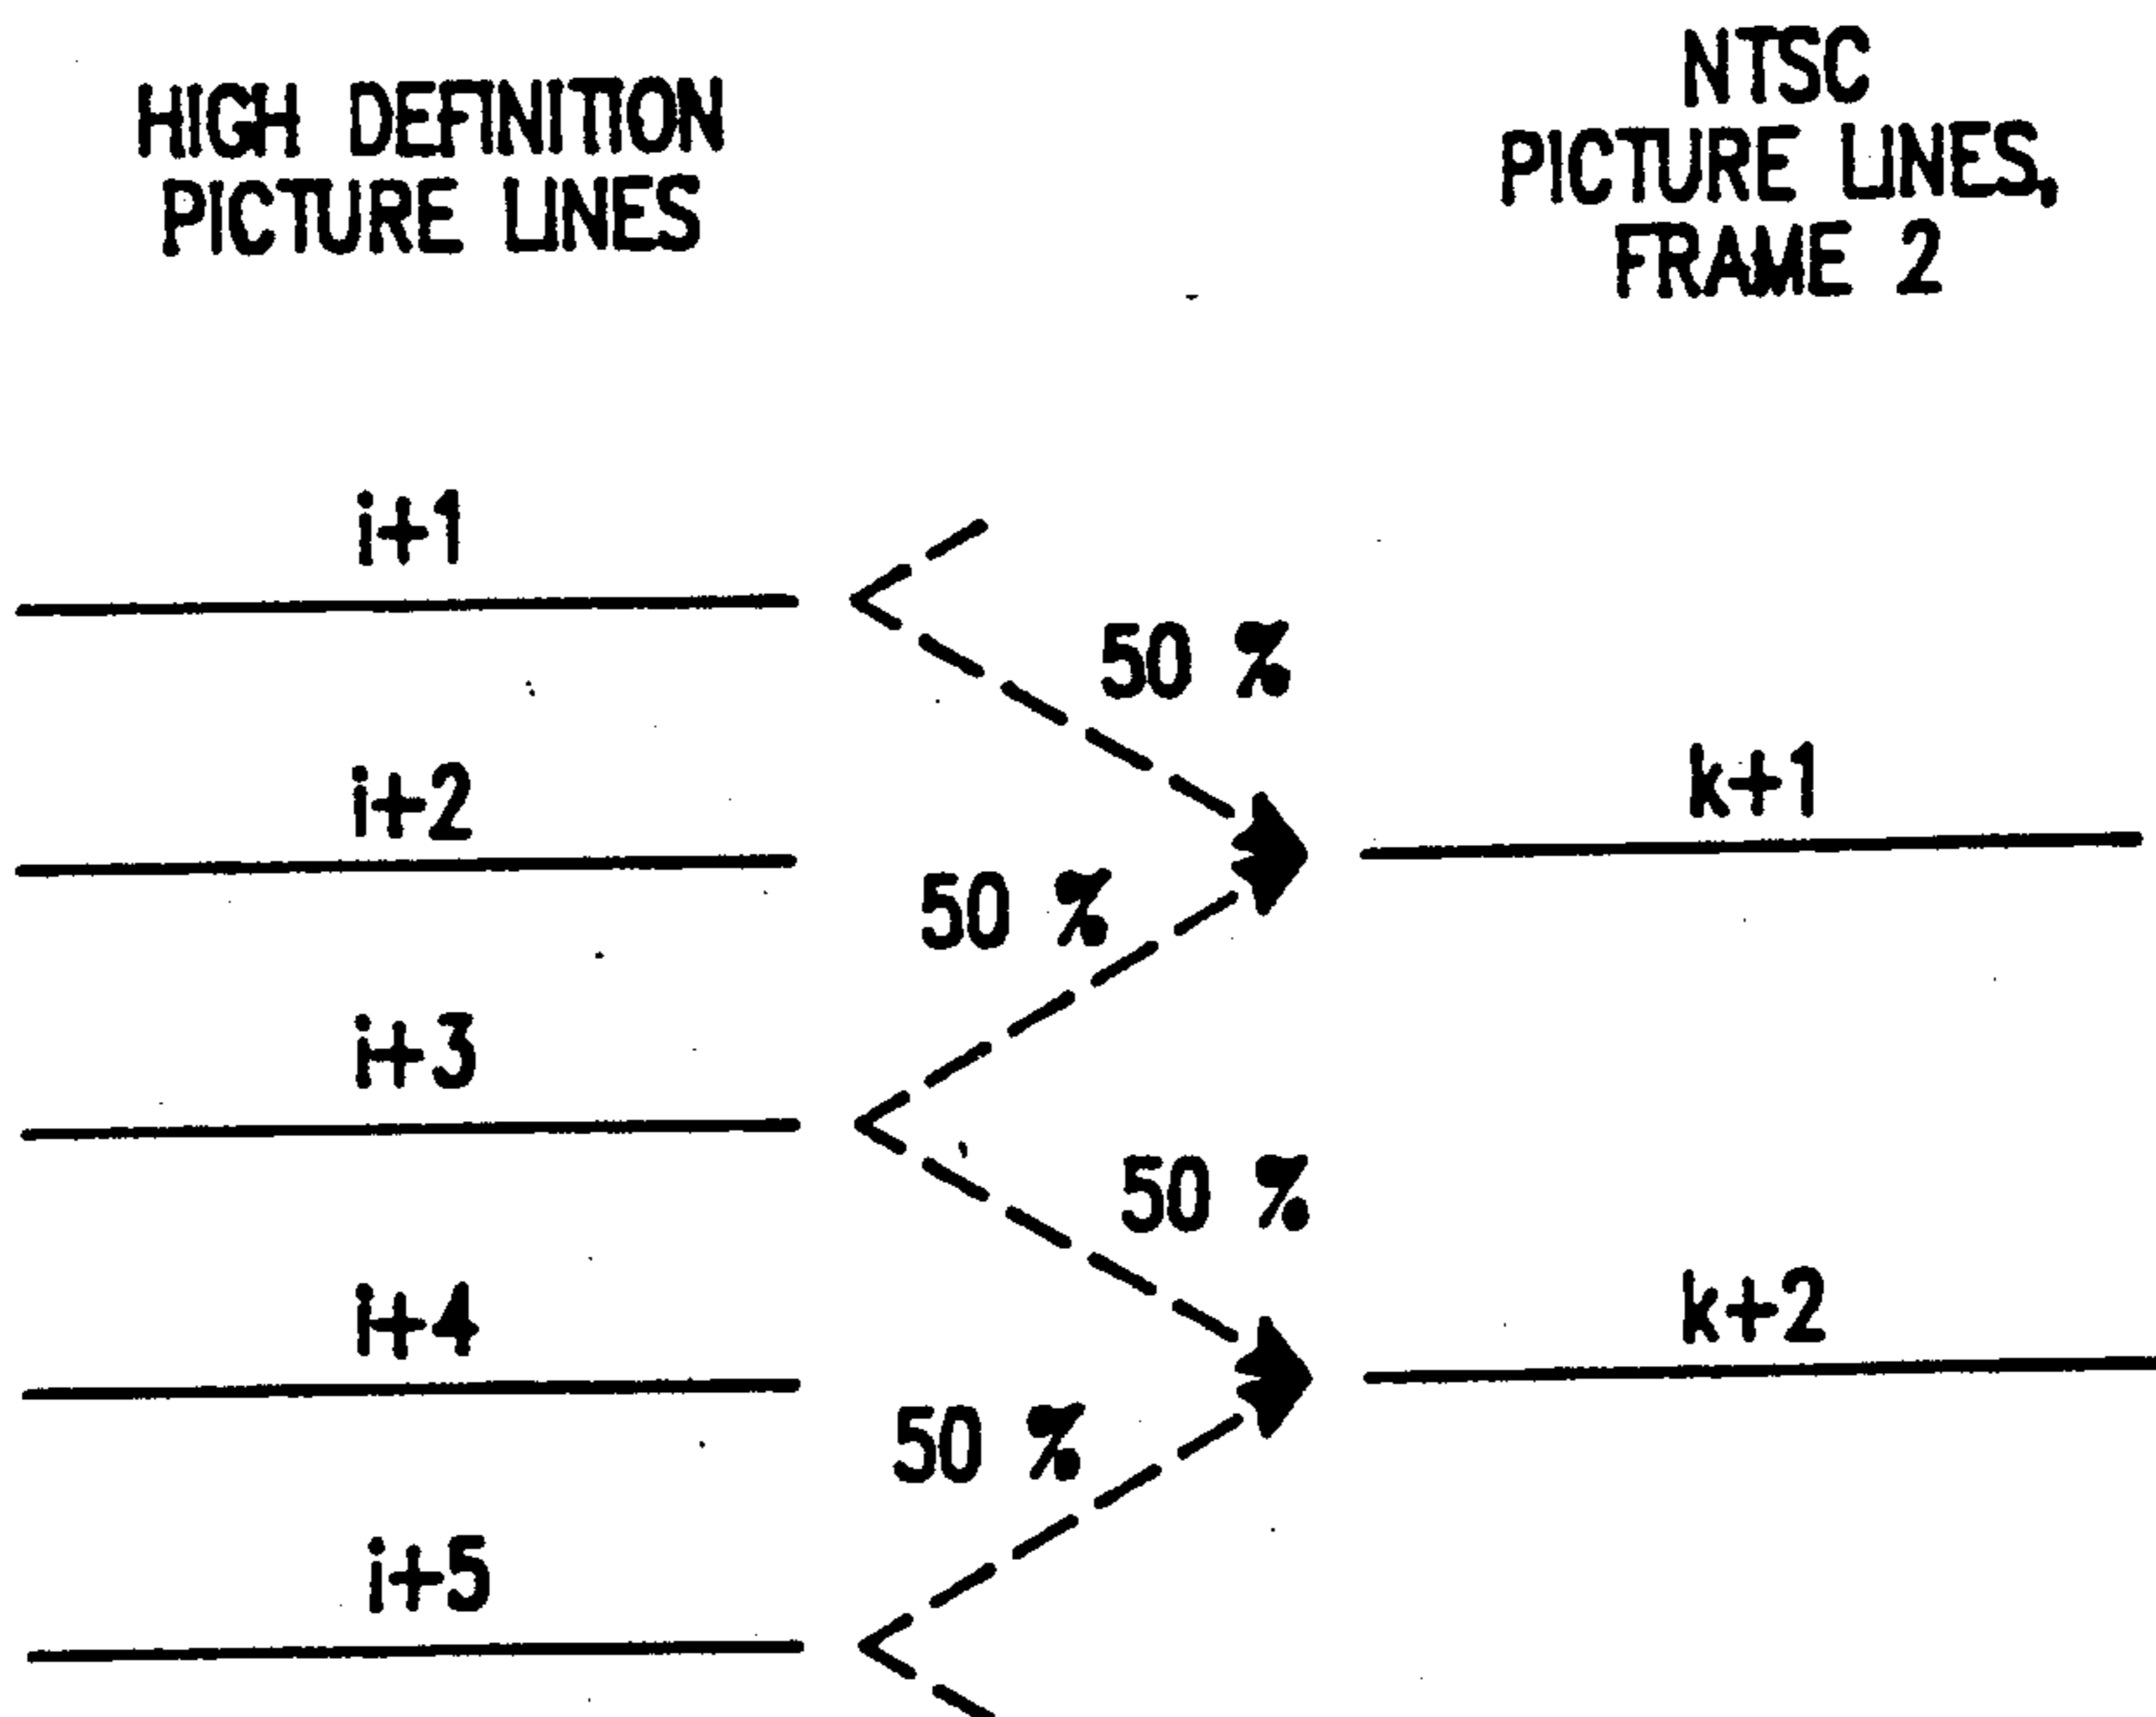 HIGH DEFINITION
PICTURE LINES
NTSC
PICTURE LINES,
FRAME 2
i+1
50 %
i+2
k+1
50 %
i+3
50 %
i+4
k+2
50 %
i+5